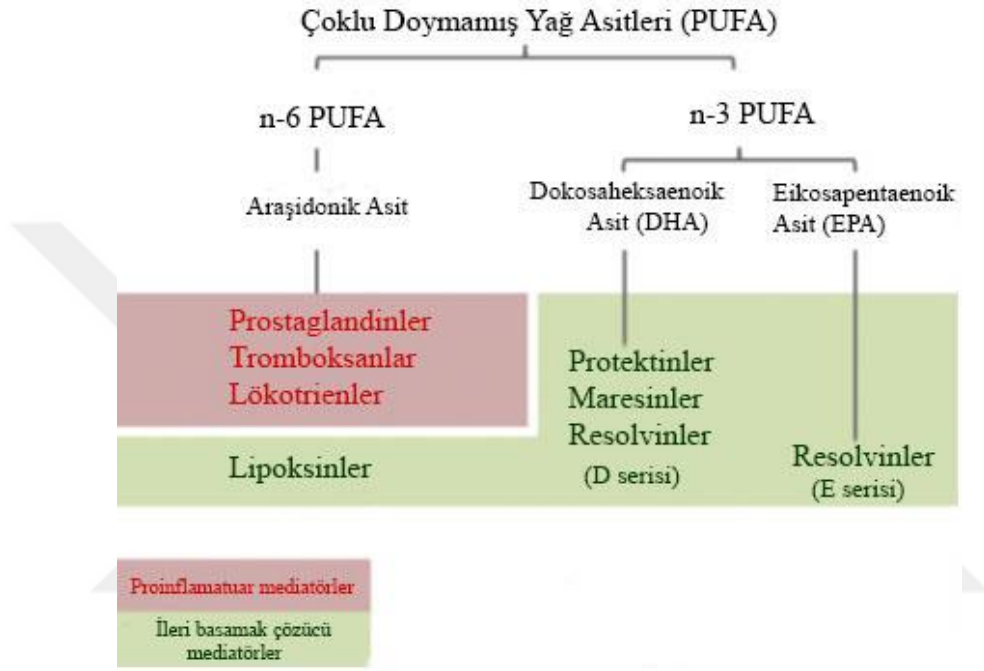 Çoklu Doymamış Yağ Asitleri (PUFA)
n-6 PUFA
n-3 PUFA
Araşidonik Asit
Dokosaheksaenoik
Asit (DHA)
Eikosapentaenoik
Asit (EPA)
Prostaglandinler
Tromboksanlar
Lökotrienler
Lipoksinler
Protektinler
Maresinler
Resolvinler
(D serisi)
Resolvinler
(E serisi)
Proinflamatuar mediatörler
İleri basamak çözücü
mediatörler